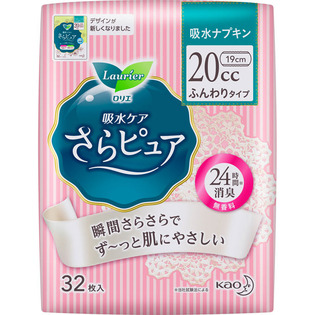 デザインが
新しくなりました
吸水ナプキン
20cc
19cm
ふんわりタイプ
Laurier
ロリエ
吸水ケア
さらピュア
24時間*
消臭
無香料
瞬間さらさらで
ず〜っと肌にやさしい
32枚入
Kao